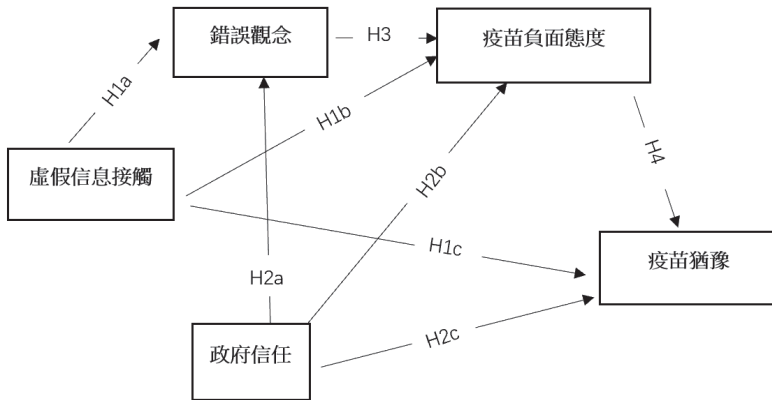 錯誤觀念
H3
疫苗負面態度
H1a
H1b
H4
虛假信息接觸
H2b
H1c
疫苗猶豫
H2a
政府信任
H2c